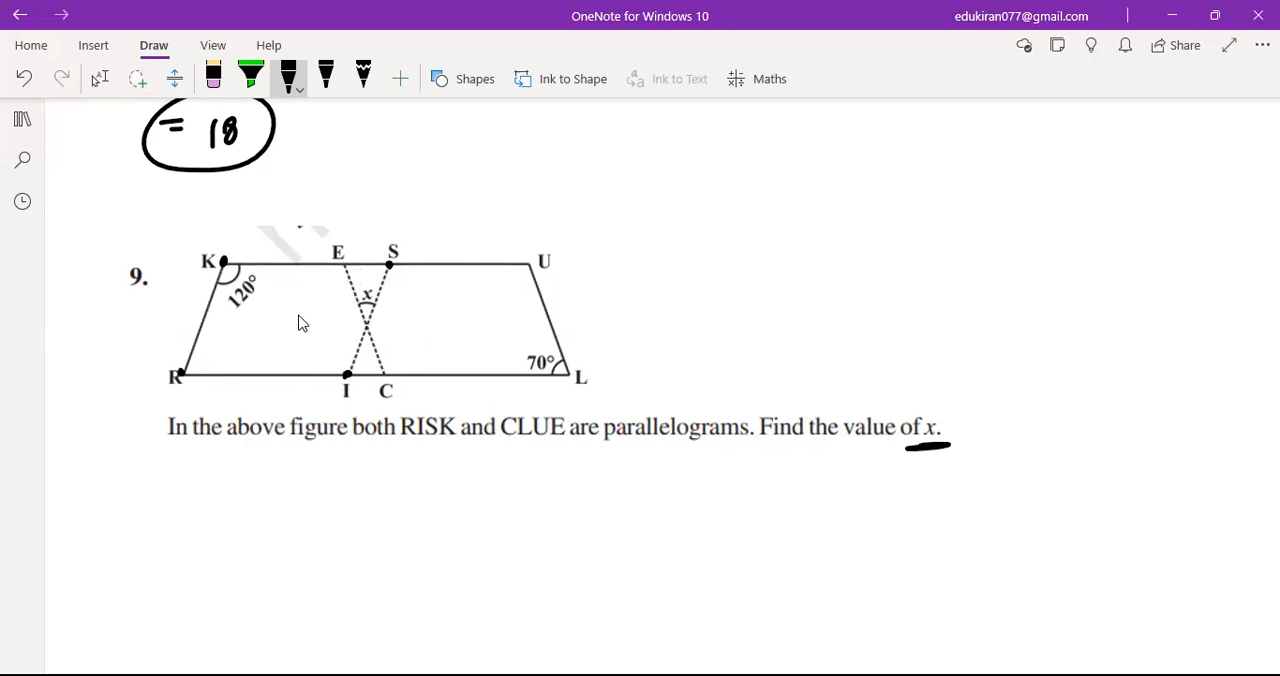 OneNote for Windows 10
edukiran077@gmail.com
Home Insert Draw View Help
Share
Shapes Ink to Shape Ink to Text Maths
= 18
9.
K E S U
120°
x
70°
R I C L
In the above figure both RISK and CLUE are parallelograms. Find the value of x.